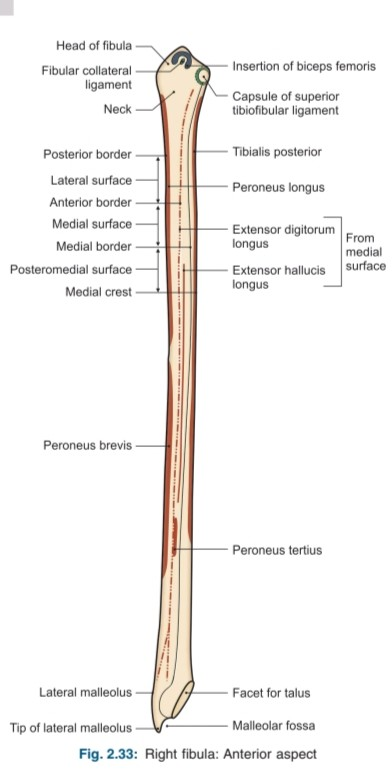 Head of fibula
Fibular collateral
ligament
Neck
Posterior border
Lateral surface
Anterior border
Medial surface
Medial border
Posteromedial surface
Medial crest
Peroneus brevis
Lateral malleolus
Tip of lateral malleolus
Insertion of biceps femoris
Capsule of superior
tibiofibular ligament
Tibialis posterior
Peroneus longus
Extensor digitorum
longus
Extensor hallucis
longus
From
medial
surface
Peroneus tertius
Facet for talus
Malleolar fossa
Fig. 2.33: Right fibula: Anterior aspect